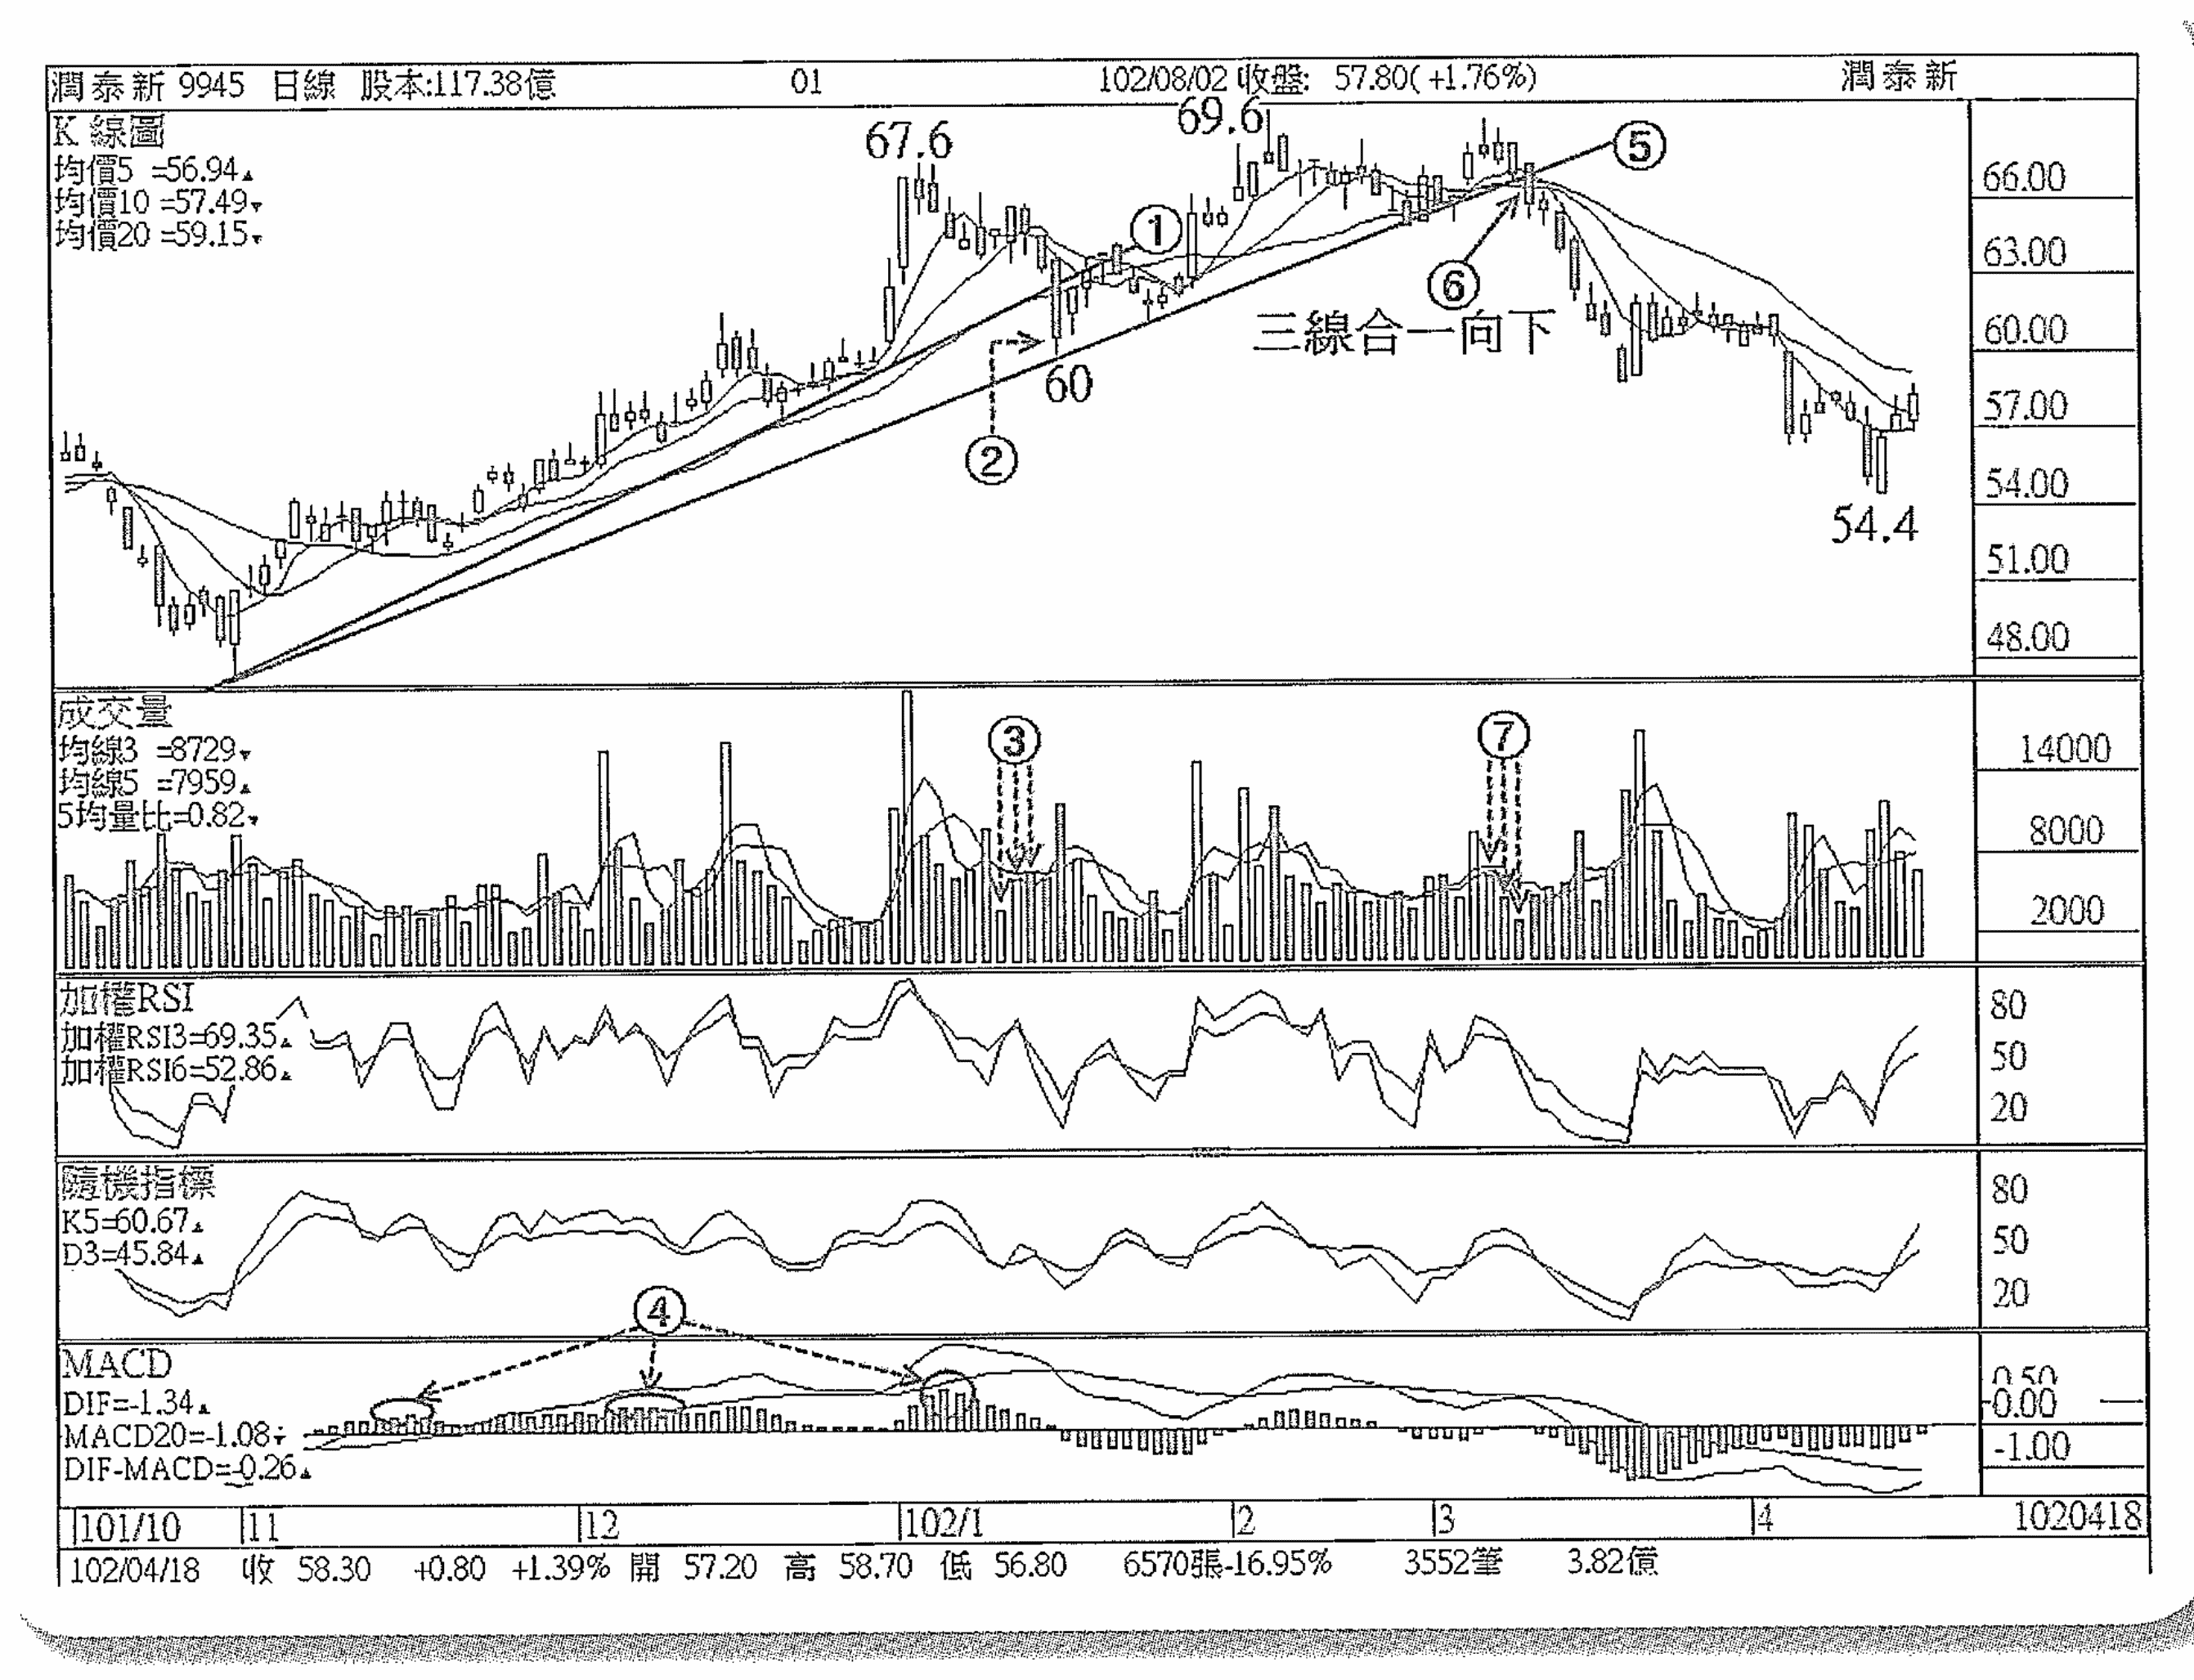 潤泰新 9945 日線 股本:117.38億 01 102/08/02 收盤: 57.80( +1.76%) 潤泰新
K 線圖
均價5 =56.94▲
均價10 =57.49▼
均價20 =59.15▼
67.6
69.6
①
②
60
⑤
⑥
三線合一向下
54.4
66.00
63.00
60.00
57.00
54.00
51.00
48.00
成交量
均線3 =8729▼
均線5 =7959▲
5均量比=0.82▼
③
⑦
14000
8000
2000
加權RSI
加權RSI3=69.35▲
加權RSI6=52.86▲
80
50
20
隨機指標
K5=60.67▲
D3=45.84▲
80
50
20
④
MACD
DIF=-1.34▲
MACD20=-1.08▼
DIF-MACD=-0.26▲
0.50
-0.00
-1.00
101/10 11 12 102/1 2 3 4 1020418
102/04/18 收 58.30 +0.80 +1.39% 開 57.20 高 58.70 低 56.80 6570張-16.95% 3552筆 3.82億